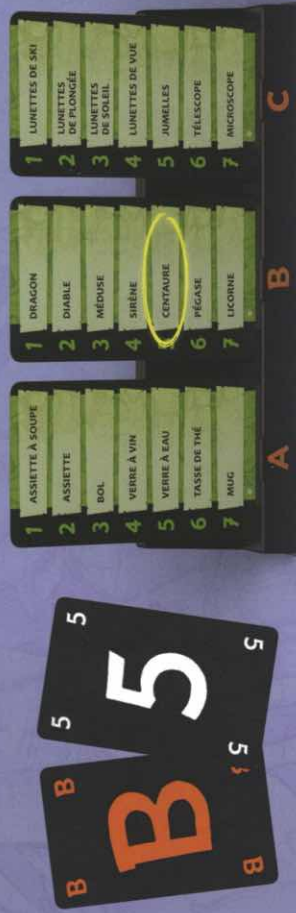 B
B
B
5
5
5
5
1 ASSIETTE À SOUPE
2 ASSIETTE
3 BOL
4 VERRE À VIN
5 VERRE À EAU
6 TASSE DE THÉ
7 MUG
A
1 DRAGON
2 DIABLE
3 MÉDUSE
4 SIRÈNE
5 CENTAURE
6 PÉGASE
7 LICORNE
B
1 LUNETTES DE SKI
2 LUNETTES
DE PLONGÉE
3 LUNETTES
DE SOLEIL
4 LUNETTES DE VUE
5 JUMELLES
6 TÉLESCOPE
7 MICROSCOPE
C